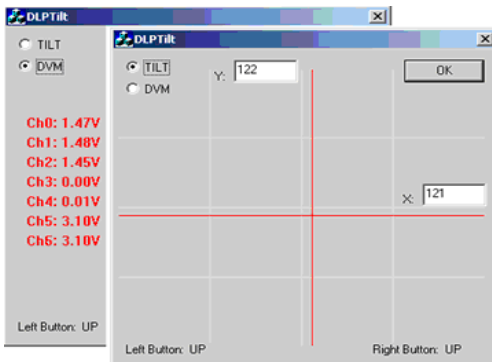 DLPTilt
TILT
DVM
Ch0: 1.47V
Ch1: 1.48V
Ch2: 1.45V
Ch3: 0.00V
Ch4: 0.01V
Ch5: 3.10V
Ch6: 3.10V
Left Button: UP
DLPTilt
TILT
Y: 122
OK
DVM
X: 121
Left Button: UP
Right Button: UP